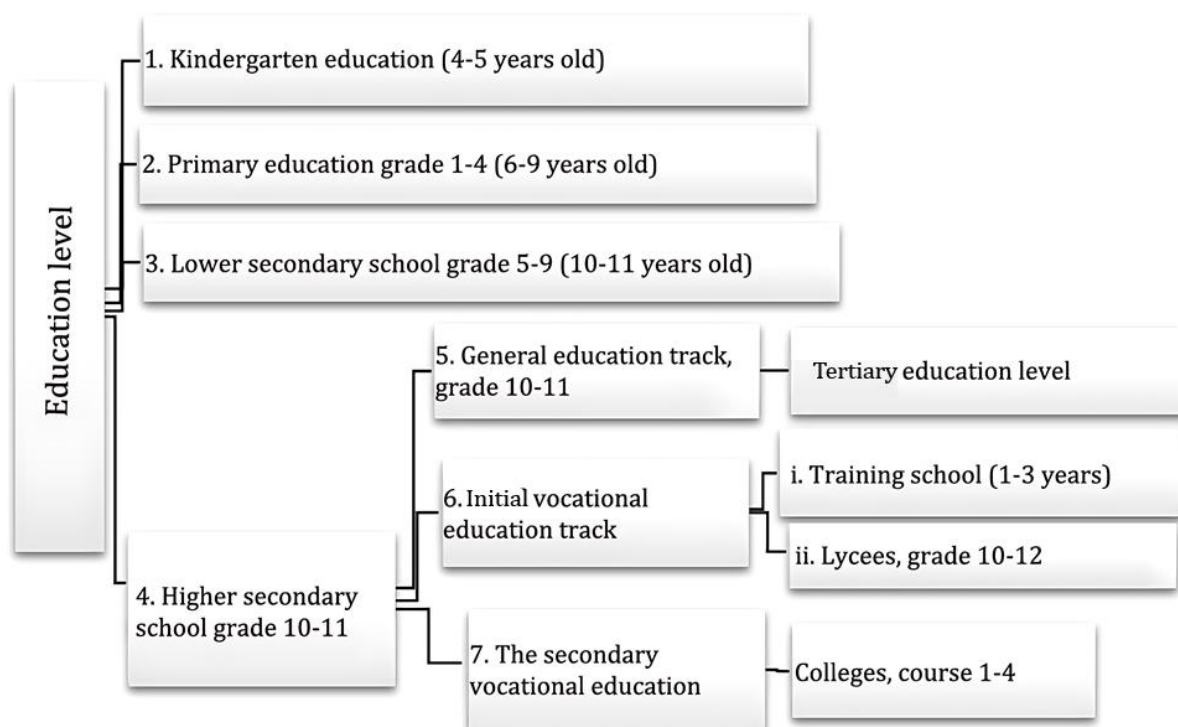 Education level
1. Kindergarten education (4-5 years old)
2. Primary education grade 1-4 (6-9 years old)
3. Lower secondary school grade 5-9 (10-11 years old)
4. Higher secondary
school grade 10-11
5. General education track,
grade 10-11
Tertiary education level
6. Initial vocational
education track
i. Training school (1-3 years)
ii. Lycees, grade 10-12
7. The secondary
vocational education
Colleges, course 1-4